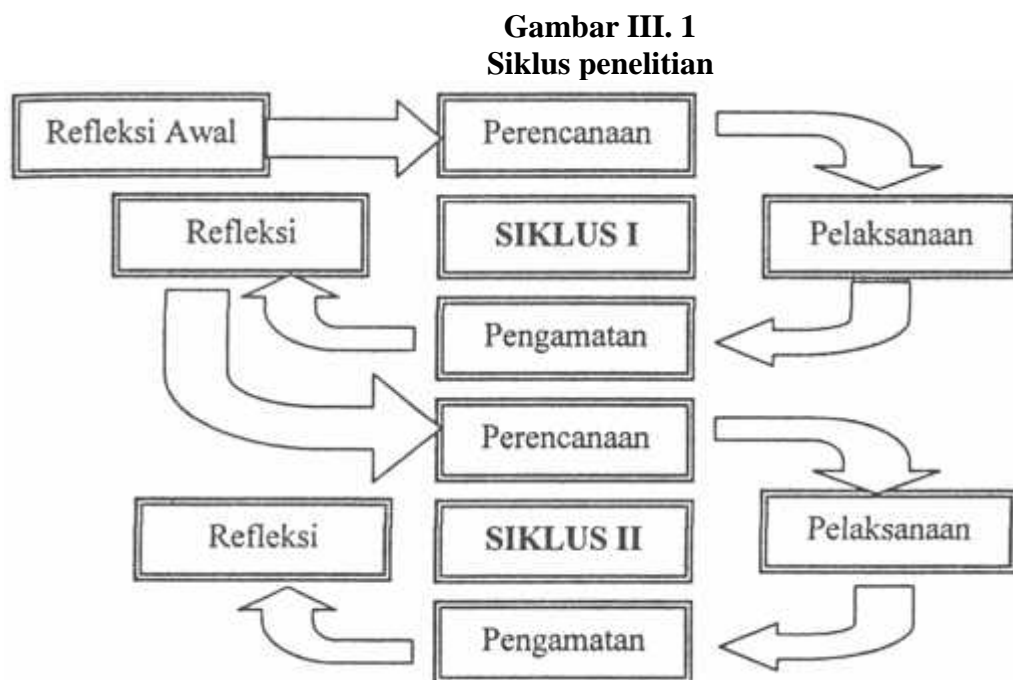 Gambar III. 1
Siklus penelitian
Refleksi Awal
Perencanaan
Refleksi
SIKLUS I
Pelaksanaan
Pengamatan
Perencanaan
Refleksi
SIKLUS II
Pelaksanaan
Pengamatan